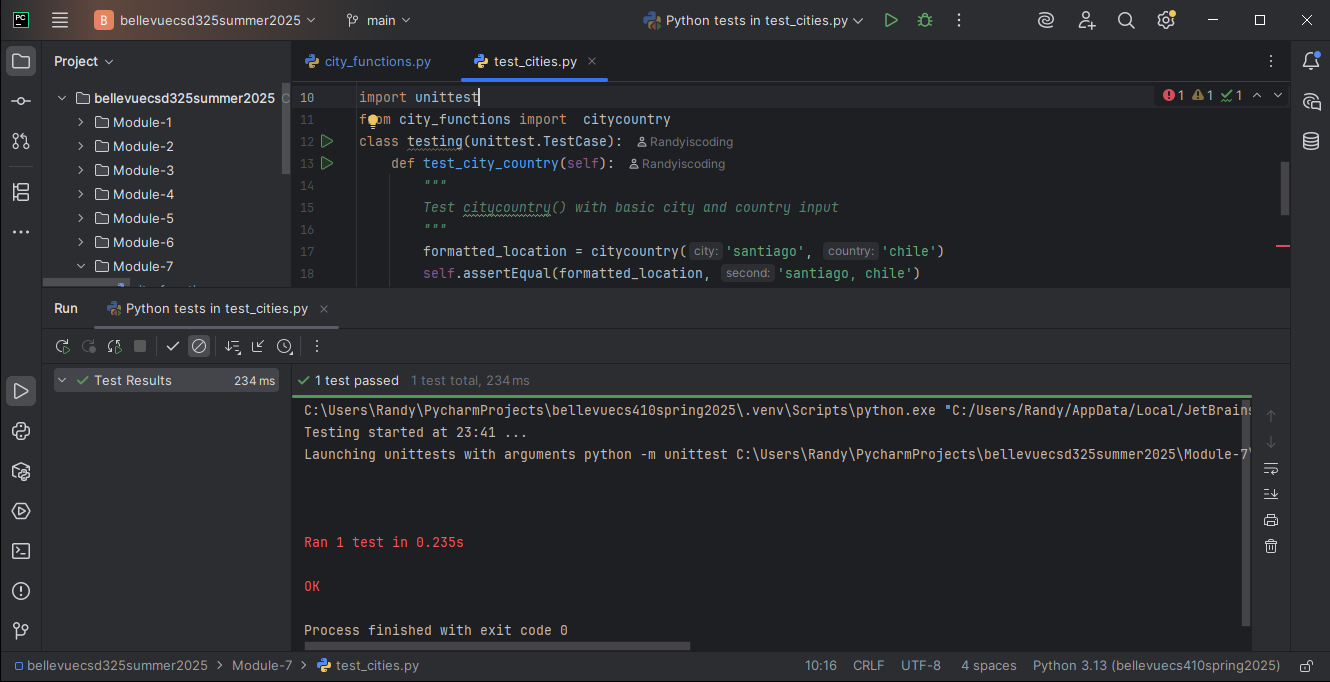 PC
B bellevuecsd325summer2025 main Python tests in test_cities.py
Project
bellevuecsd325summer2025
Module-1
Module-2
Module-3
Module-4
Module-5
Module-6
Module-7
city_functions.py test_cities.py
10 import unittest
1 1 1
11 from city_functions import citycountry
12 class testing(unittest.TestCase): Randyiscoding
13 def test_city_country(self): Randyiscoding
14 """
15 Test citycountry() with basic city and country input
16 """
17 formatted_location = citycountry( city: 'santiago', country: 'chile')
18 self.assertEqual(formatted_location, second: 'santiago, chile')
Run Python tests in test_cities.py
Test Results 234 ms
1 test passed 1 test total, 234 ms
C:\Users\Randy\PycharmProjects\bellevuecs410spring2025\.venv\Scripts\python.exe "C:/Users/Randy/AppData/Local/JetBrains
Testing started at 23:41 ...
Launching unittests with arguments python -m unittest C:\Users\Randy\PycharmProjects\bellevuecsd325summer2025\Module-7\
Ran 1 test in 0.235s
OK
Process finished with exit code 0
bellevuecsd325summer2025 > Module-7 > test_cities.py 10:16 CRLF UTF-8 4 spaces Python 3.13 (bellevuecs410spring2025)